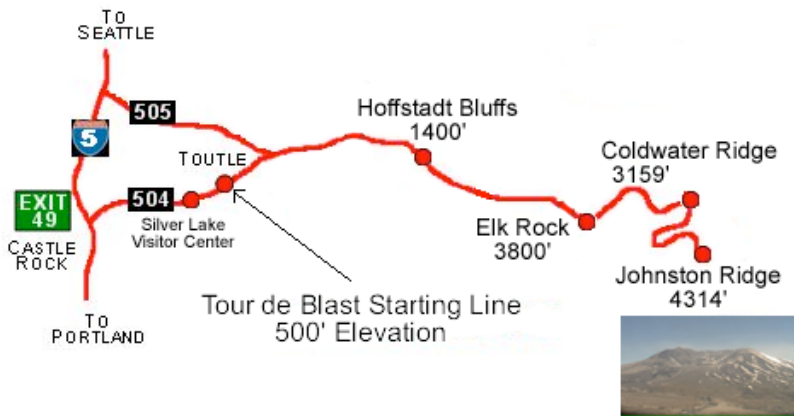 TO
SEATTLE
505
5
Hoffstadt Bluffs
1400'
TOUTLE
Coldwater Ridge
3159'
EXIT
49
504
Silver Lake
Visitor Center
CASTLE
ROCK
Elk Rock
3800'
Johnston Ridge
4314'
Tour de Blast Starting Line
500' Elevation
TO
PORTLAND